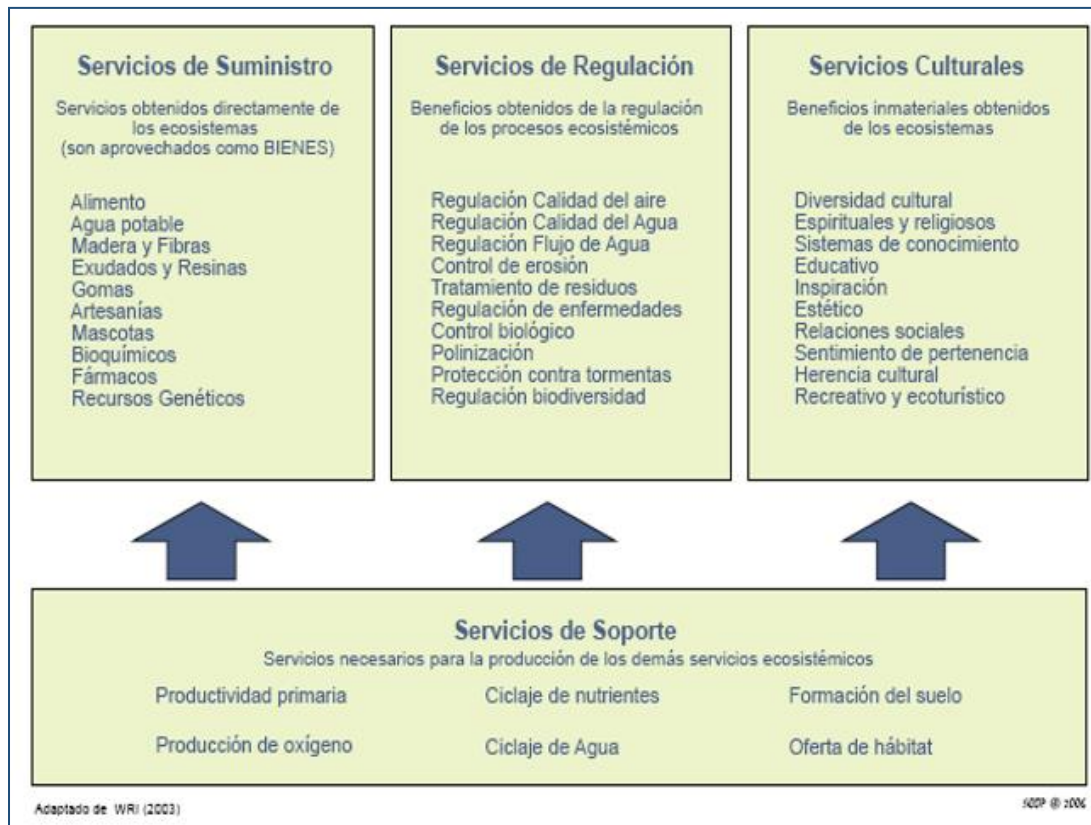 Servicios de Suministro
Servicios obtenidos directamente de
los ecosistemas
(son aprovechados como BIENES)
Alimento
Agua potable
Madera y Fibras
Exudados y Resinas
Gomas
Artesanías
Mascotas
Bioquímicos
Fármacos
Recursos Genéticos
Servicios de Regulación
Beneficios obtenidos de la regulación
de los procesos ecosistémicos
Regulación Calidad del aire
Regulación Calidad del Agua
Regulación Flujo de Agua
Control de erosión
Tratamiento de residuos
Regulación de enfermedades
Control biológico
Polinización
Protección contra tormentas
Regulación biodiversidad
Servicios Culturales
Beneficios inmateriales obtenidos
de los ecosistemas
Diversidad cultural
Espirituales y religiosos
Sistemas de conocimiento
Educativo
Inspiración
Estético
Relaciones sociales
Sentimiento de pertenencia
Herencia cultural
Recreativo y ecoturístico
Servicios de Soporte
Servicios necesarios para la producción de los demás servicios ecosistémicos
Productividad primaria
Ciclaje de nutrientes
Formación del suelo
Producción de oxígeno
Ciclaje de Agua
Oferta de hábitat
Adaptado de WRI (2003)
@ 2006